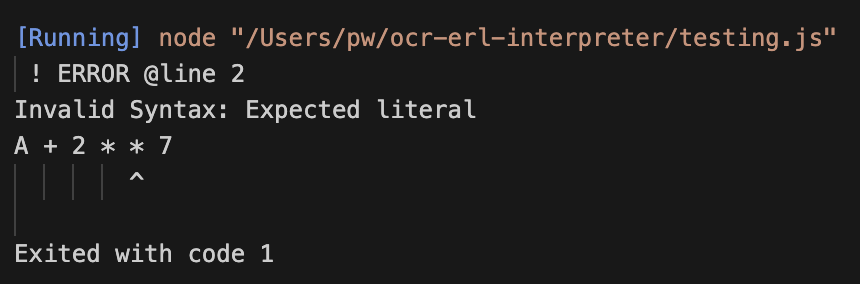 [Running] node "/Users/pw/ocr-erl-interpreter/testing.js"
! ERROR @line 2
Invalid Syntax: Expected literal
A + 2 * * 7
^
Exited with code 1